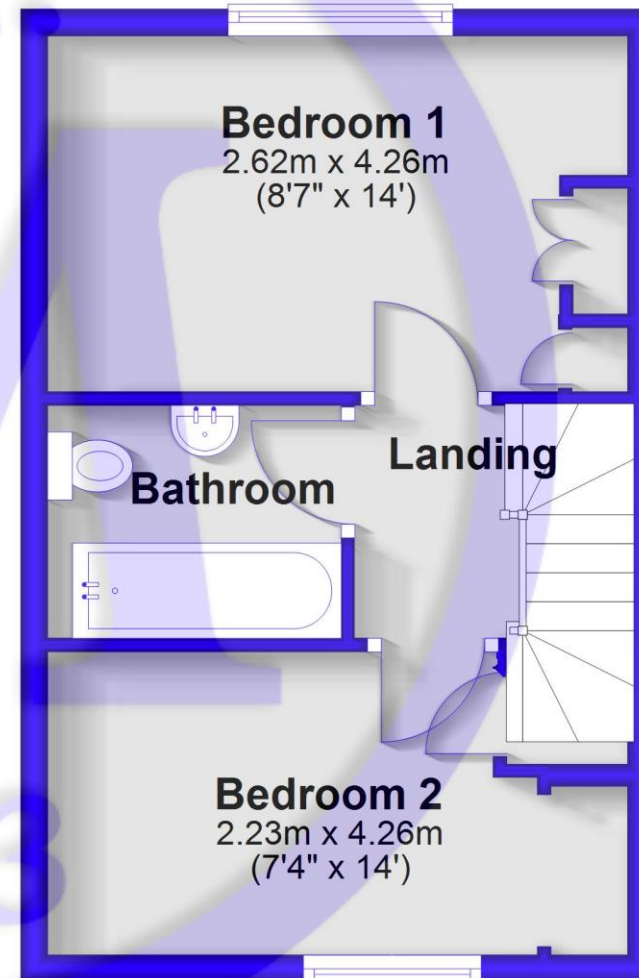 Bedroom 1
2.62m x 4.26m
(8'7" x 14')
Landing
Bathroom
Bedroom 2
2.23m x 4.26m
(7'4" x 14')